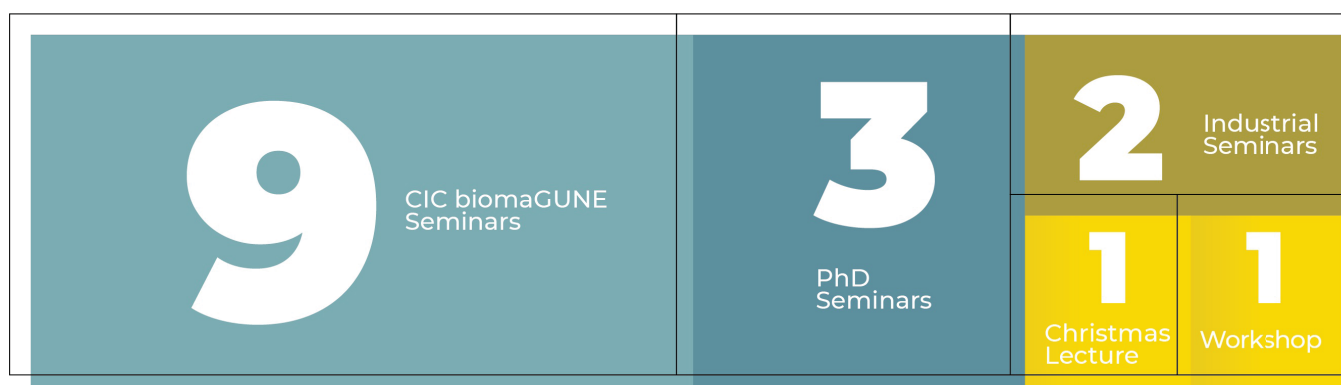 9
CIC biomaGUNE
Seminars
3
PhD
Seminars
2
Industrial
Seminars
1
Christmas
Lecture
1
Workshop